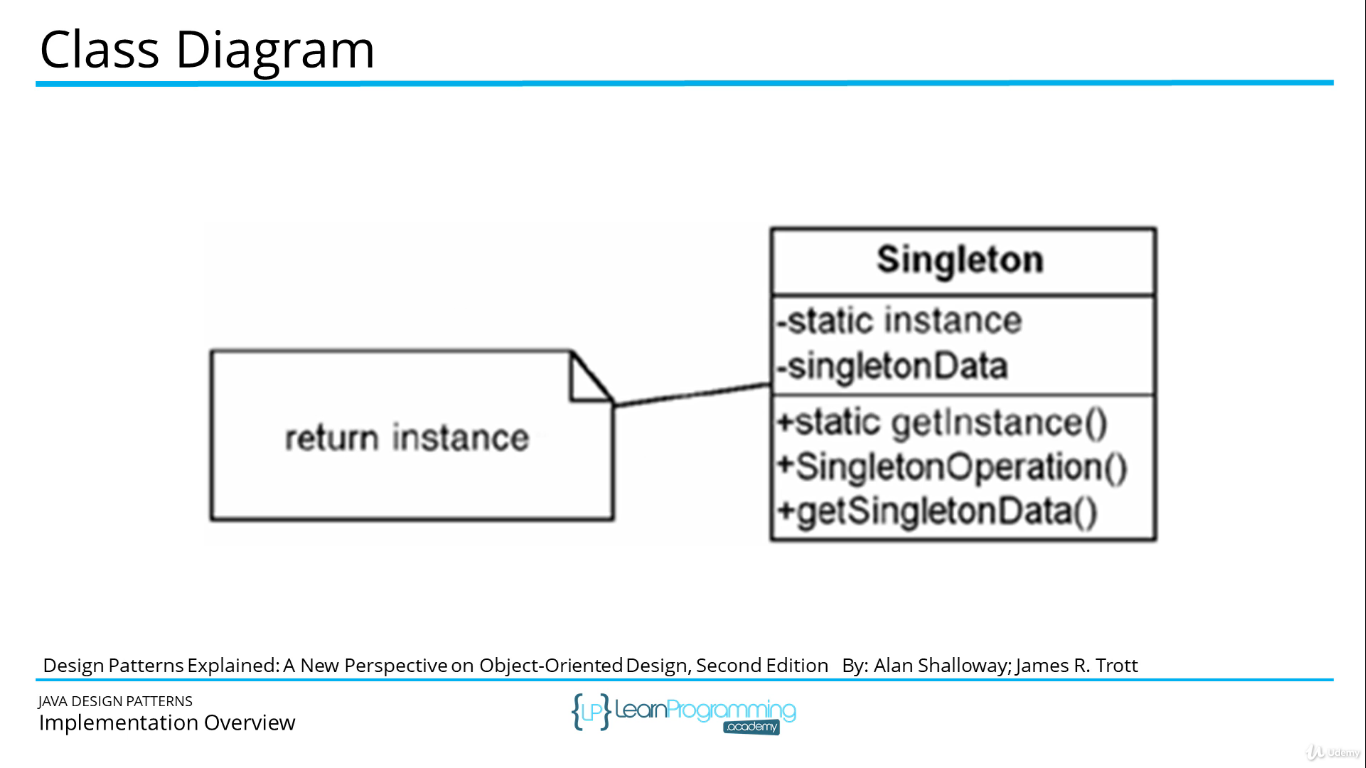 Class Diagram
Singleton
-static instance
-singletonData
return instance
+static getInstance()
+SingletonOperation()
+getSingletonData()
Design Patterns Explained: A New Perspective on Object-Oriented Design, Second Edition By: Alan Shalloway; James R. Trott
JAVA DESIGN PATTERNS
Implementation Overview
{LP} LearnProgramming
.academy
Udemy